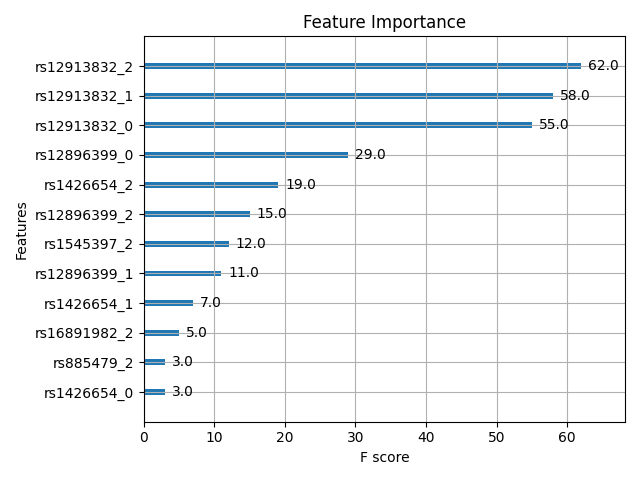 Feature Importance
rs12913832_2 62.0
rs12913832_1 58.0
rs12913832_0 55.0
rs12896399_0 29.0
rs1426654_2 19.0
rs12896399_2 15.0
rs1545397_2 12.0
rs12896399_1 11.0
rs1426654_1 7.0
rs16891982_2 5.0
rs885479_2 3.0
rs1426654_0 3.0
Features
0 10 20 30 40 50 60
F score